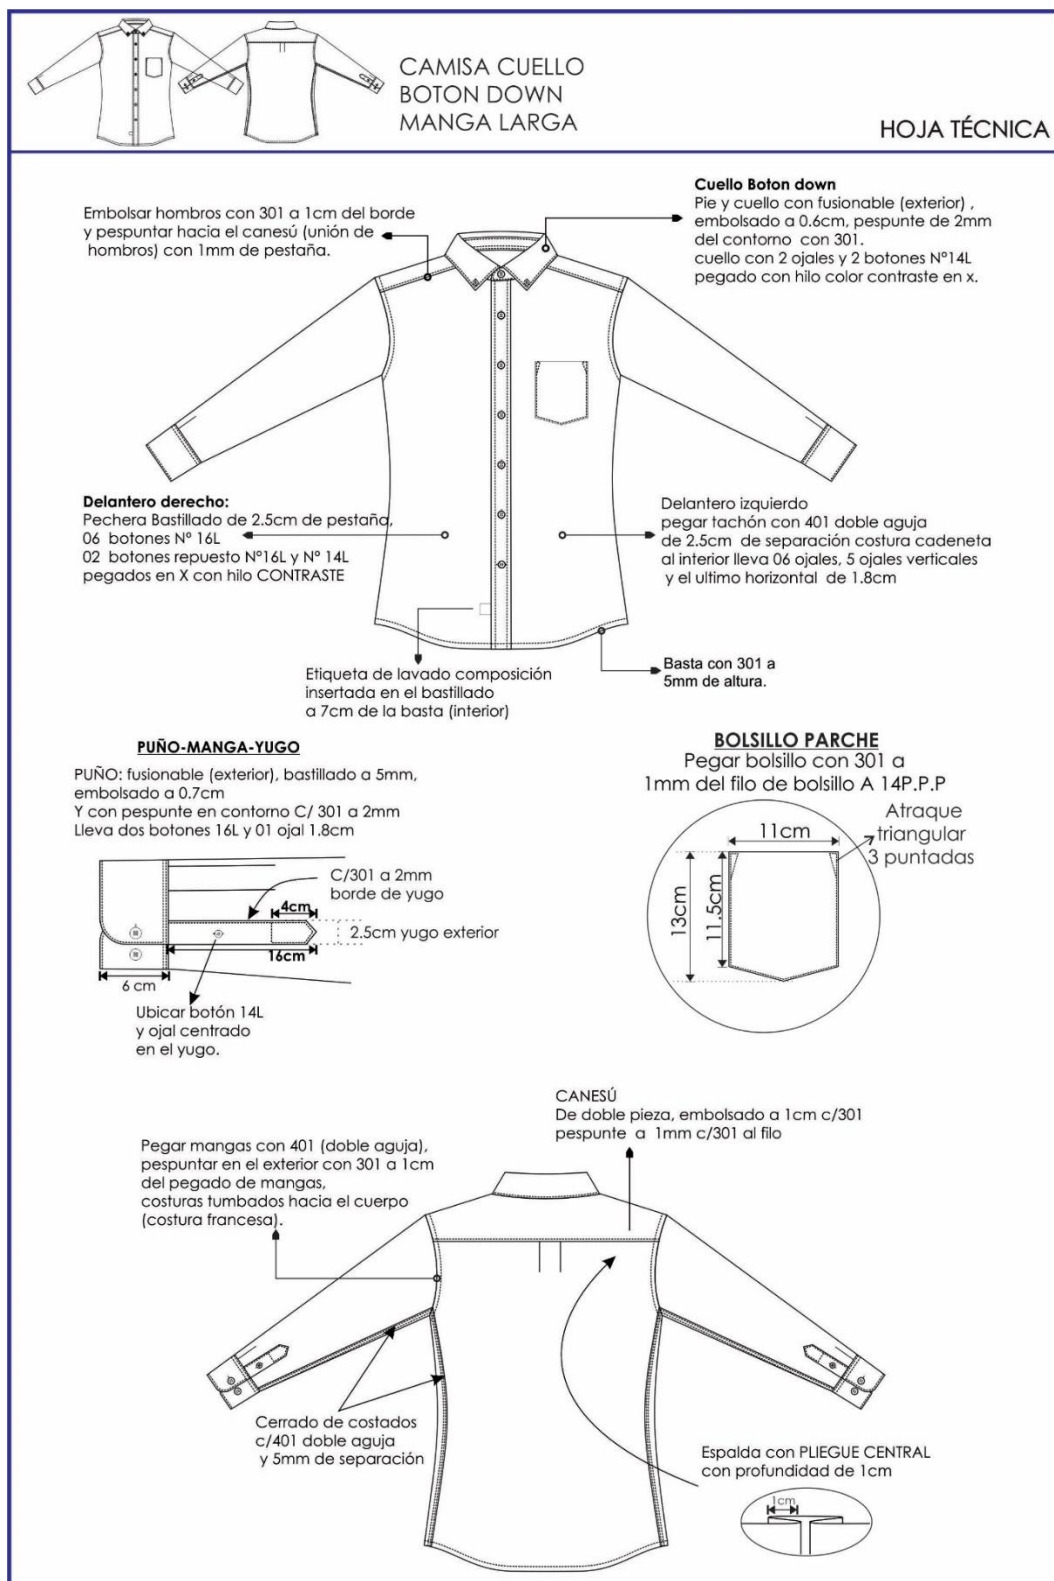 CAMISA CUELLO
BOTON DOWN
MANGA LARGA
HOJA TÉCNICA
Embolsar hombros con 301 a 1cm del borde
y pespuntar hacia el canesú (unión de
hombros) con 1mm de pestaña.
Cuello Boton down
Pie y cuello con fusionable (exterior) ,
embolsado a 0.6cm, pespunte de 2mm
del contorno con 301.
cuello con 2 ojales y 2 botones Nº14L
pegado con hilo color contraste en x.
Delantero derecho:
Pechera Bastillado de 2.5cm de pestaña,
06 botones Nº 16L
02 botones repuesto Nº16L y Nº 14L
pegados en X con hilo CONTRASTE
Delantero izquierdo
pegar tachón con 401 doble aguja
de 2.5cm de separación costura cadeneta
al interior lleva 06 ojales, 5 ojales verticales
y el ultimo horizontal de 1.8cm
Etiqueta de lavado composición
insertada en el bastillado
a 7cm de la basta (interior)
Basta con 301 a
5mm de altura.
PUÑO-MANGA-YUGO
PUÑO: fusionable (exterior), bastillado a 5mm,
embolsado a 0.7cm
Y con pespunte en contorno C/ 301 a 2mm
Lleva dos botones 16L y 01 ojal 1.8cm
C/301 a 2mm
borde de yugo
4cm
2.5cm yugo exterior
16cm
6 cm
Ubicar botón 14L
y ojal centrado
en el yugo.
BOLSILLO PARCHE
Pegar bolsillo con 301 a
1mm del filo de bolsillo A 14P.P.P
Atraque
triangular
3 puntadas
11cm
13cm
11.5cm
CANESÚ
De doble pieza, embolsado a 1cm c/301
pespunte a 1mm c/301 al filo
Pegar mangas con 401 (doble aguja),
pespuntar en el exterior con 301 a 1cm
del pegado de mangas,
costuras tumbados hacia el cuerpo
(costura francesa).
Cerrado de costados
c/401 doble aguja
y 5mm de separación
Espalda con PLIEGUE CENTRAL
con profundidad de 1cm
1cm